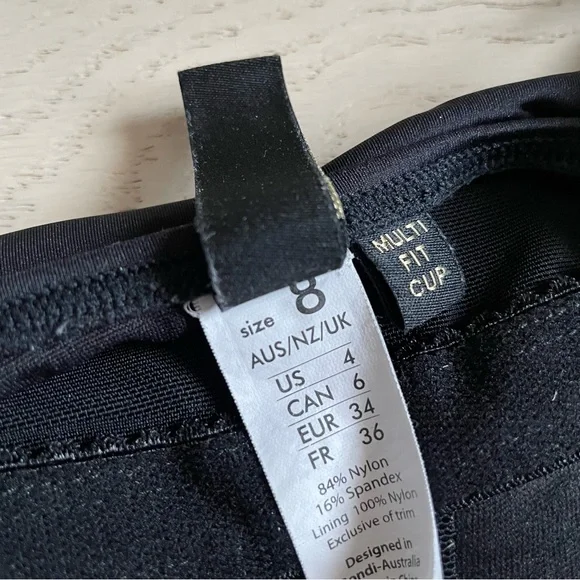 MULTI
FIT
CUP
size 8
AUS/NZ/UK
US 4
CAN 6
EUR 34
FR 36
84% Nylon
16% Spandex
Lining 100% Nylon
Exclusive of trim
Designed in